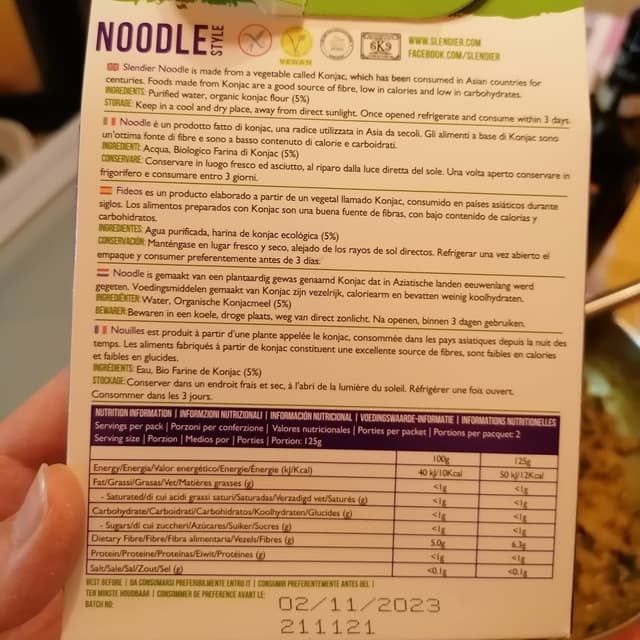 NOODLE STYLE
VEGAN
6K9
WWW.SLENDIER.COM
FACEBOOK.COM/SLENDIER
Slendier Noodle is made from a vegetable called Konjac, which has been consumed in Asian countries for
centuries. Foods made from Konjac are a good source of fibre, low in calories and low in carbohydrates.
INGREDIENTS: Purified water, organic konjac flour (5%)
STORAGE: Keep in a cool and dry place, away from direct sunlight. Once opened refrigerate and consume within 3 days.
Noodle è un prodotto fatto di konjac, una radice utilizzata in Asia da secoli. Gli alimenti a base di Konjac sono
un'ottima fonte di fibre e sono a basso contenuto di calorie e carboidrati.
INGREDIENTI: Acqua, Biologico Farina di Konjac (5%)
CONSERVARE: Conservare in luogo fresco ed asciutto, al riparo dalla luce diretta del sole. Una volta aperto conservare in
frigorifero e consumare entro 3 giorni.
Fideos es un producto elaborado a partir de un vegetal llamado Konjac, consumido en países asiáticos durante
siglos. Los alimentos preparados con Konjac son una buena fuente de fibras, con bajo contenido de calorías y
carbohidratos.
INGREDIENTES: Agua purificada, harina de konjac ecológica (5%)
CONSERVACIÓN: Manténgase en lugar fresco y seco, alejado de los rayos de sol directos. Refrigerar una vez abierto el
empaque y consumer preferentemente antes de 3 días.
Noodle is gemaakt van een plantaardig gewas genaamd Konjac dat in Aziatische landen eeuwenlang werd
gegeten. Voedingsmiddelen gemaakt van Konjac zijn vezelrijk, caloriearm en bevatten weinig koolhydraten.
INGREDIËNTEN: Water, Organische Konjacmeel (5%)
BEWAREN: Bewaren in een koele, droge plaats, weg van direct zonlicht. Na openen, binnen 3 dagen gebruiken.
Nouilles est produit à partir d'une plante appelée le konjac, consommée dans les pays asiatiques depuis la nuit des
temps. Les aliments fabriqués à partir de konjac constituent une excellente source de fibres, sont faibles en calories
et faibles en glucides.
INGRÉDIENTS: Eau, Bio Farine de Konjac (5%)
STOCKAGE: Conserver dans un endroit frais et sec, à l'abri de la lumière du soleil. Réfrigérer une fois ouvert.
Consommer dans les 3 jours.
NUTRITION INFORMATION | INFORMZIONI NUTRIZIONALI | INFORMACIÓN NUTRICIONAL | VOEDINGSWAARDE-INFORMATIE | INFORMATIONS NUTRITIONELLES
Servings per pack | Porzoni per conferzione | Valores nutricionales | Porties per packet | Portions per pacquet: 2
Serving size | Porzion | Medios por | Porties | Portion: 125g
100g 125g
Energy/Energia/Valor energético/Energie/Énergie (kJ/Kcal) 40 kJ/10Kcal 50 kJ/12Kcal
Fat/Grassi/Grasas/Vet/Matières grasses (g) <1g <1g
- Saturated/di cui acidi grassi saturi/Saturadas/Verzadigd vet/Saturés (g) <1g <1g
Carbohydrate/Carboidrati/Carbohidratos/Koolhydraten/Glucides (g) <1g <1g
- Sugars/di cui zuccheri/Azúcares/Suiker/Sucres (g) <1g <1g
Dietary Fibre/Fibre/Fibra alimentaria/Vezels/Fibres (g) 5.0g 6.3g
Protein/Proteine/Proteínas/Eiwit/Protéines (g) <1g <1g
Salt/Sale/Sal/Zout/Sel (g) <0.1g <0.1g
BEST BEFORE | DA CONSUMARSI PREFERIBILMENTE ENTRO IT | CONSUMIR PREFERENTEMENTE ANTES DEL |
TEN MINSTE HOUDBAAR | CONSOMMER DE PREFERENCE AVANT LE:
BATCH NO:
02/11/2023
211121